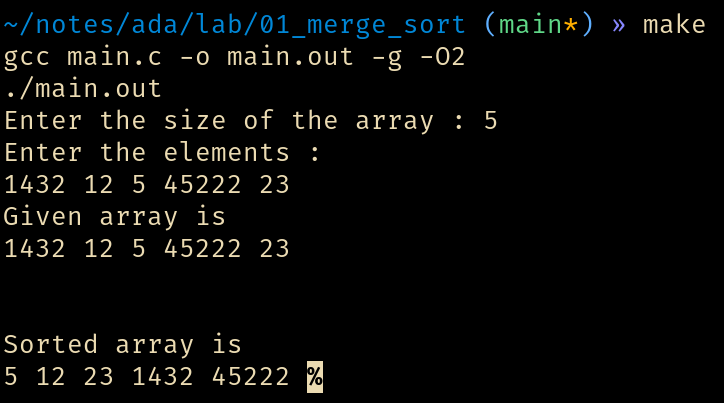 ~/notes/ada/lab/01_merge_sort (main*) » make
gcc main.c -o main.out -g -O2
./main.out
Enter the size of the array : 5
Enter the elements :
1432 12 5 45222 23
Given array is
1432 12 5 45222 23
Sorted array is
5 12 23 1432 45222 %